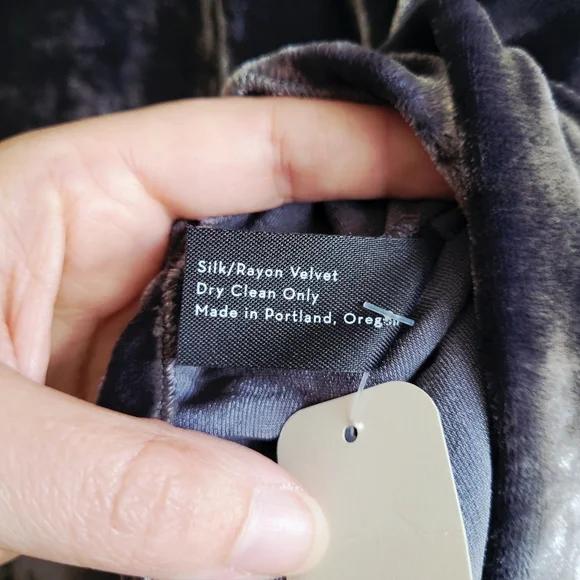 Silk/Rayon Velvet
Dry Clean Only
Made in Portland, Oregon